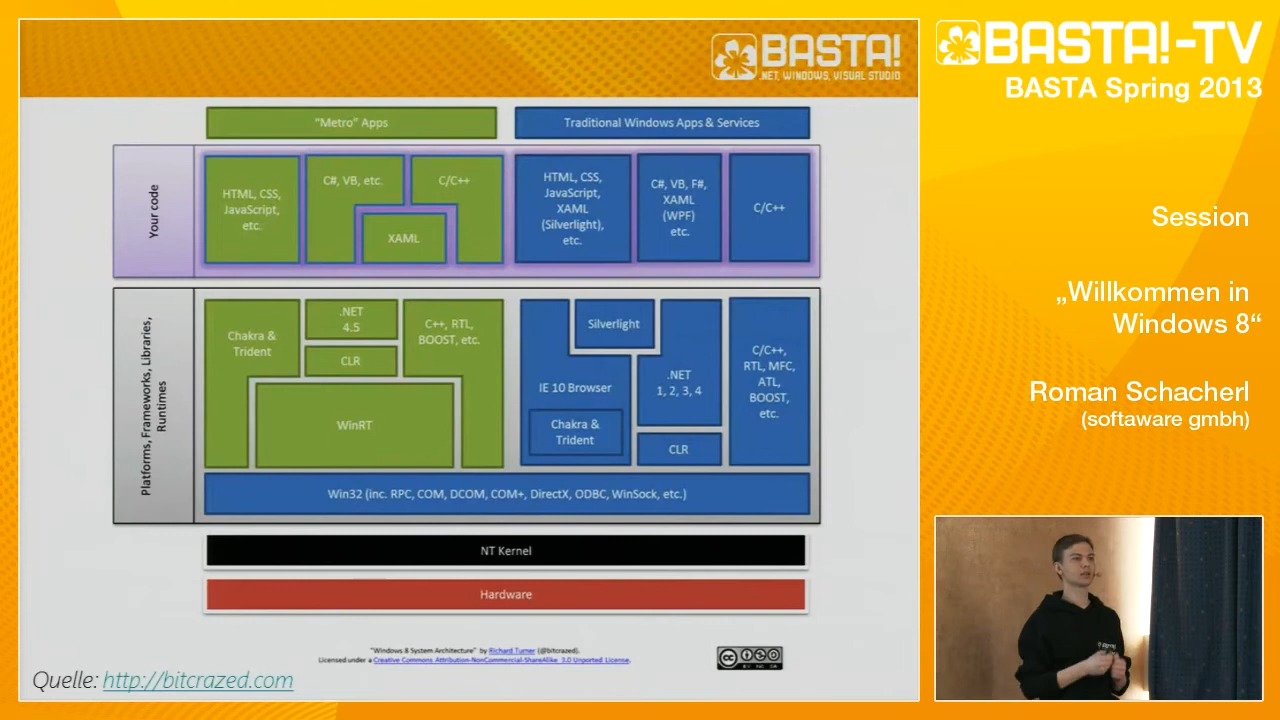 BASTA!
.NET, WINDOWS, VISUAL STUDIO
"Metro" Apps
Traditional Windows Apps & Services
Your code
HTML, CSS,
JavaScript,
etc.
C#, VB, etc.
C/C++
XAML
HTML, CSS,
JavaScript,
XAML
(Silverlight),
etc.
C#, VB, F#,
XAML
(WPF)
etc.
C/C++
Platforms, Frameworks, Libraries,
Runtimes
Chakra &
Trident
.NET
4.5
CLR
C++, RTL,
BOOST, etc.
WinRT
Silverlight
IE 10 Browser
Chakra &
Trident
.NET
1, 2, 3, 4
CLR
C/C++,
RTL, MFC,
ATL,
BOOST,
etc.
Win32 (inc. RPC, COM, DCOM, COM+, DirectX, ODBC, WinSock, etc.)
NT Kernel
Hardware
"Windows 8 System Architecture" by Richard Turner (@bitcrazed).
Licensed under a Creative Commons Attribution-NonCommercial-ShareAlike 3.0 Unported License.
cc
BY NC SA
Quelle: http://bitcrazed.com
BASTA!-TV
BASTA Spring 2013
Session
„Willkommen in
Windows 8“
Roman Schacherl
(softaware gmbh)